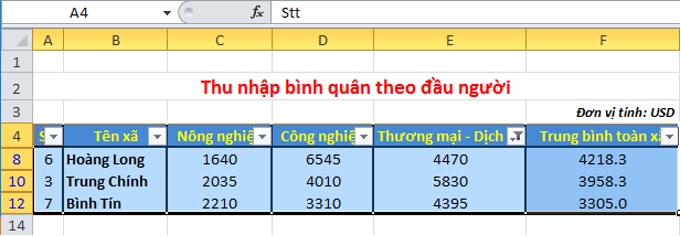 A4 fx Stt
A B C D E F
1
2 Thu nhập bình quân theo đầu người
3 Đơn vị tính: USD
4 S Tên xã Nông nghiệ Công nghiệ Thương mại - Dịch Trung bình toàn x
8 6 Hoàng Long 1640 6545 4470 4218.3
10 3 Trung Chính 2035 4010 5830 3958.3
12 7 Bình Tín 2210 3310 4395 3305.0
14